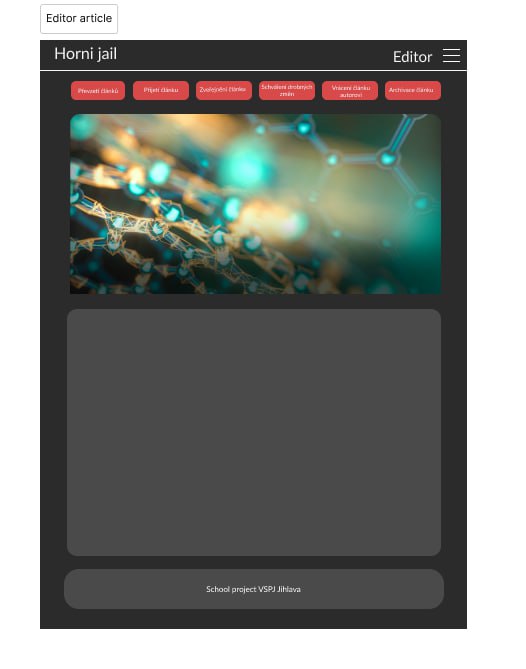 Editor article
Horni jail
Editor
Převzetí článků
Přijetí článku
Zveřejnění článku
Schválení drobných
změn
Vrácení článku
autorovi
Archivace článku
School project VSPJ Jihlava